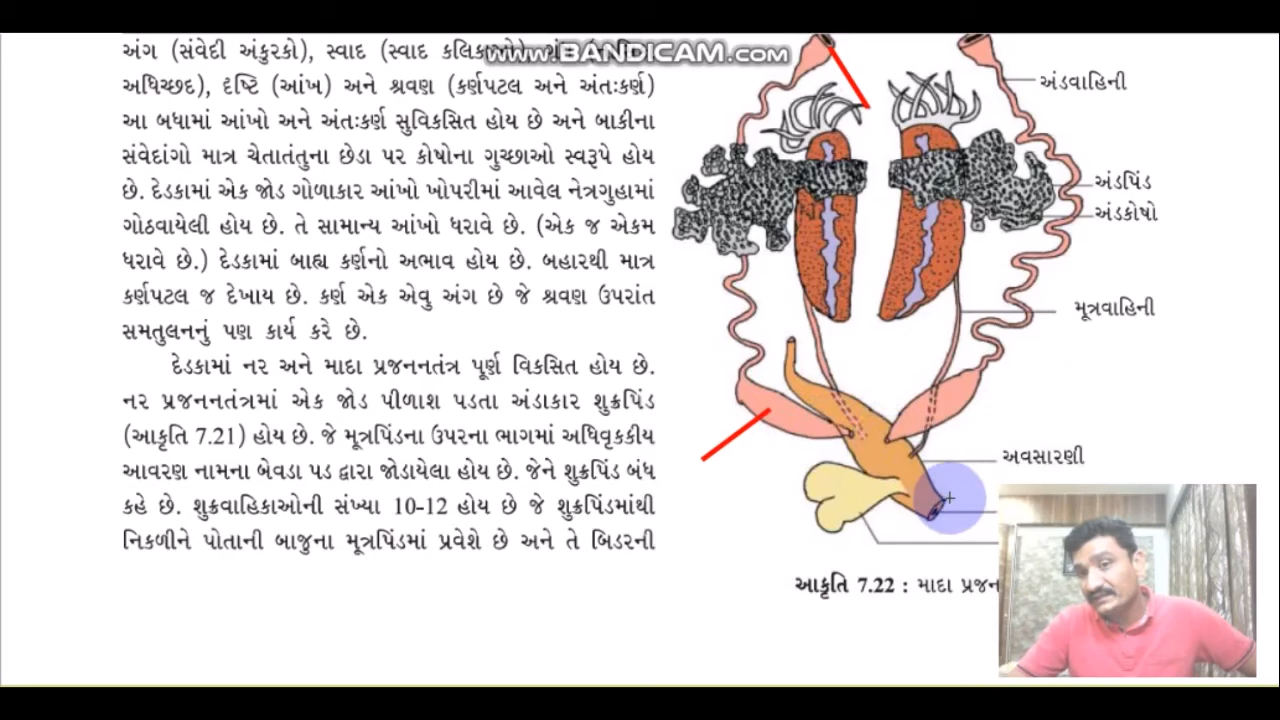 અંગ (સંવેદી અંકુરકો), સ્વાદ (સ્વાદ કલિકાઓ),
www.BANDICAM.com
અધિચ્છદ), દૃષ્ટિ (આંખ) અને શ્રવણ (કર્ણપટલ અને અંતઃકર્ણ)
આ બધામાં આંખો અને અંતઃકર્ણ સુવિકસિત હોય છે અને બાકીના
સંવેદાંગો માત્ર ચેતાતંતુના છેડા પર કોષોના ગુચ્છાઓ સ્વરૂપે હોય
છે. દેડકામાં એક જોડ ગોળાકાર આંખો ખોપરીમાં આવેલ નેત્રગુહામાં
ગોઠવાયેલી હોય છે. તે સામાન્ય આંખો ધરાવે છે. (એક જ એકમ
ધરાવે છે.) દેડકામાં બાહ્ય કર્ણનો અભાવ હોય છે. બહારથી માત્ર
કર્ણપટલ જ દેખાય છે. કર્ણ એક એવુ અંગ છે જે શ્રવણ ઉપરાંત
સમતુલનનું પણ કાર્ય કરે છે.
દેડકામાં નર અને માદા પ્રજનનતંત્ર પૂર્ણ વિકસિત હોય છે.
નર પ્રજનનતંત્રમાં એક જોડ પીળાશ પડતા અંડાકાર શુક્રપિંડ
(આકૃતિ 7.21) હોય છે. જે મૂત્રપિંડના ઉપરના ભાગમાં અધિવૃકકીય
આવરણ નામના બેવડા પડ દ્વારા જોડાયેલા હોય છે. જેને શુક્રપિંડ બંધ
કહે છે. શુક્રવાહિકાઓની સંખ્યા 10-12 હોય છે જે શુક્રપિંડમાંથી
નિકળીને પોતાની બાજુના મૂત્રપિંડમાં પ્રવેશે છે અને તે બિડરની
અંડવાહિની
અંડપિંડ
અંડકોષો
મૂત્રવાહિની
અવસારણી
આકૃતિ 7.22 : માદા પ્રજન